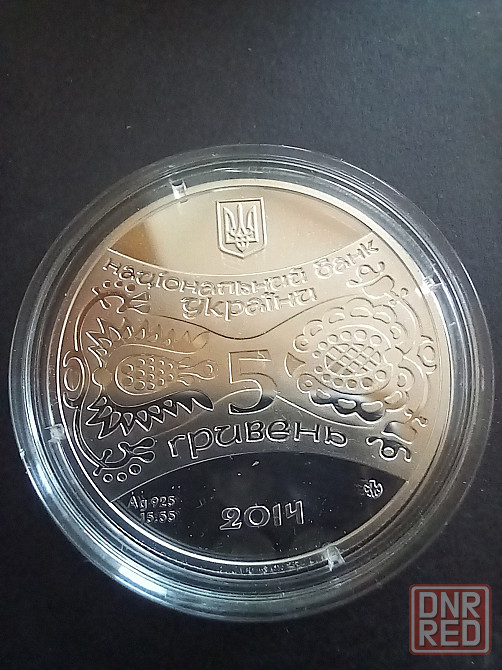 національний банк
україни
5
гривень
Ag 925
15.55
2014
DNR
RED